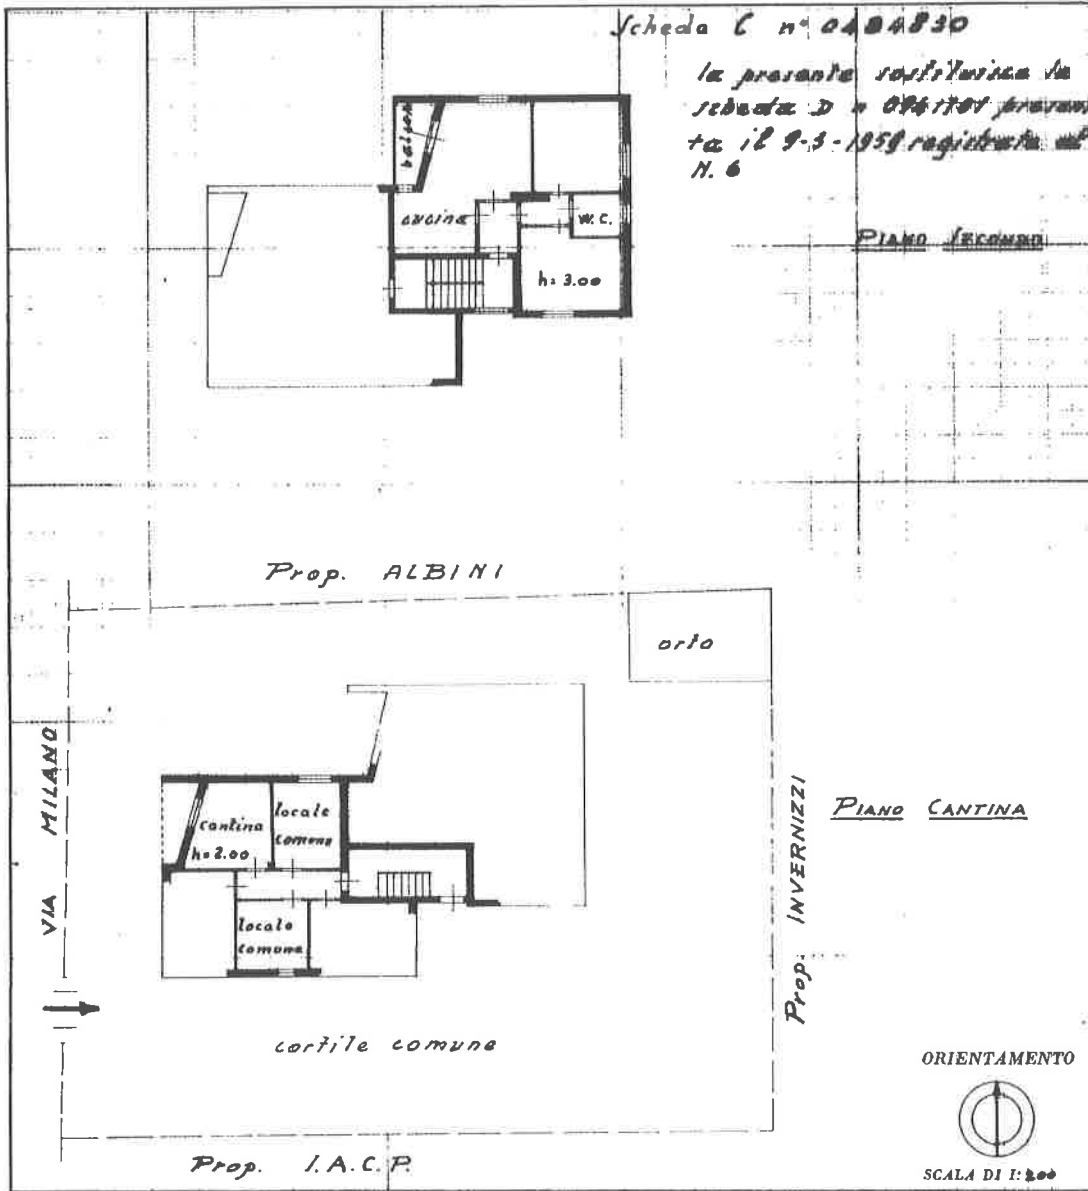 Scheda C n° 0484830
la presente sostituisce la
scheda D n presen
ta il 9-3-1959 registrata al
N. 6
balcone
cucina
W.C.
h: 3.00
PIANO SECONDO
Prop. ALBINI
orto
VIA MILANO
cantina
h: 2.00
locale
comune
locale
comune
PIANO CANTINA
Prop. INVERNIZZI
cortile comune
Prop. I.A.C.P.
ORIENTAMENTO
SCALA DI 1: 200